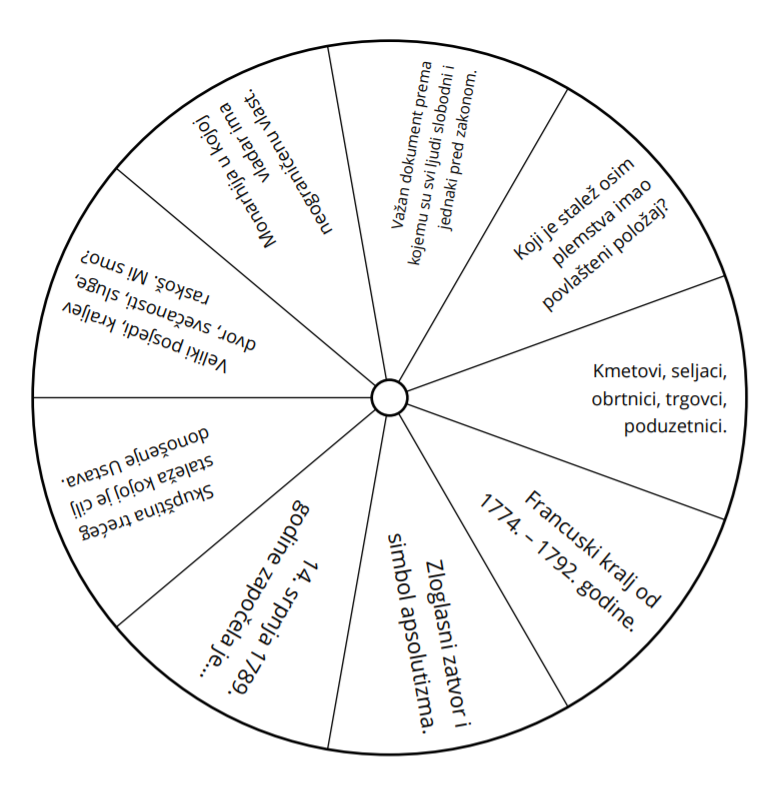 Važan dokument prema
kojemu su svi ljudi slobodni i
jednaki pred zakonom.
Koji je stalež osim
plemstva imao
povlašteni položaj?
Kmetovi, seljaci,
obrtnici, trgovci,
poduzetnici.
Francuski kralj od
1774. – 1792. godine.
Zloglasni zatvor i
simbol apsolutizma.
14. srpnja 1789.
godine započela je...
Skupština trećeg
staleža kojoj je cilj
donošenje Ustava.
Veliki posjedi, kraljev
dvor, svečanosti, sluge,
raskoš. Mi smo?
Monarhija u kojoj
vladar ima
neograničenu vlast.